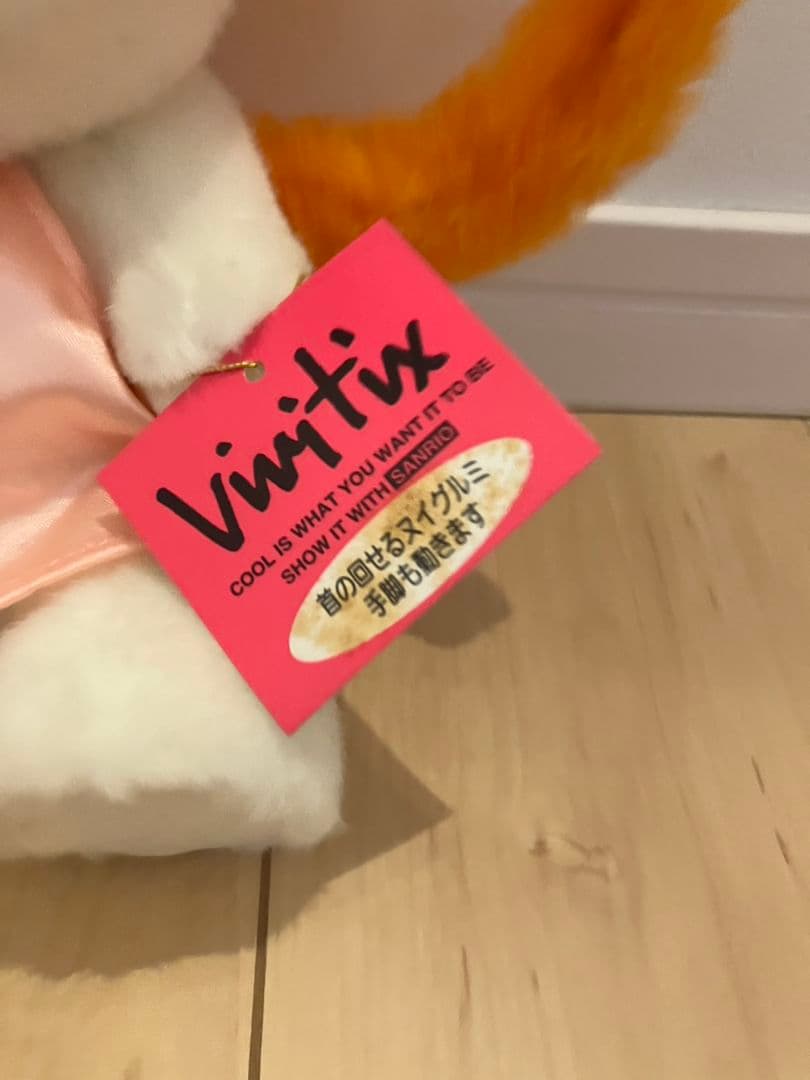 Vivitix
COOL IS WHAT YOU WANT IT TO BE
SHOW IT WITH SANRIO
首の回せるヌイグルミ
手脚も動きます